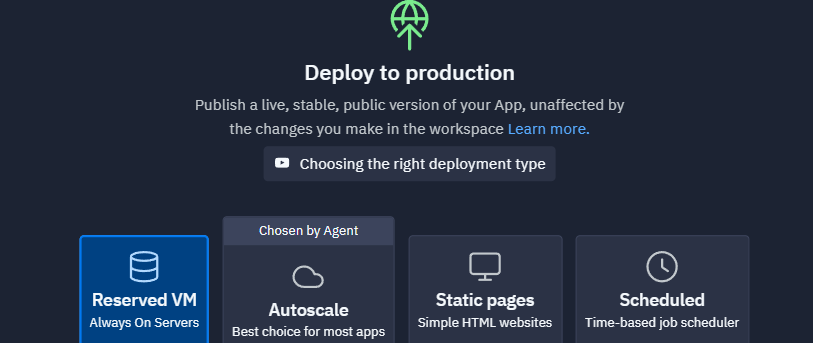 Deploy to production
Publish a live, stable, public version of your App, unaffected by
the changes you make in the workspace Learn more.
Choosing the right deployment type
Chosen by Agent
Reserved VM
Always On Servers
Autoscale
Best choice for most apps
Static pages
Simple HTML websites
Scheduled
Time-based job scheduler